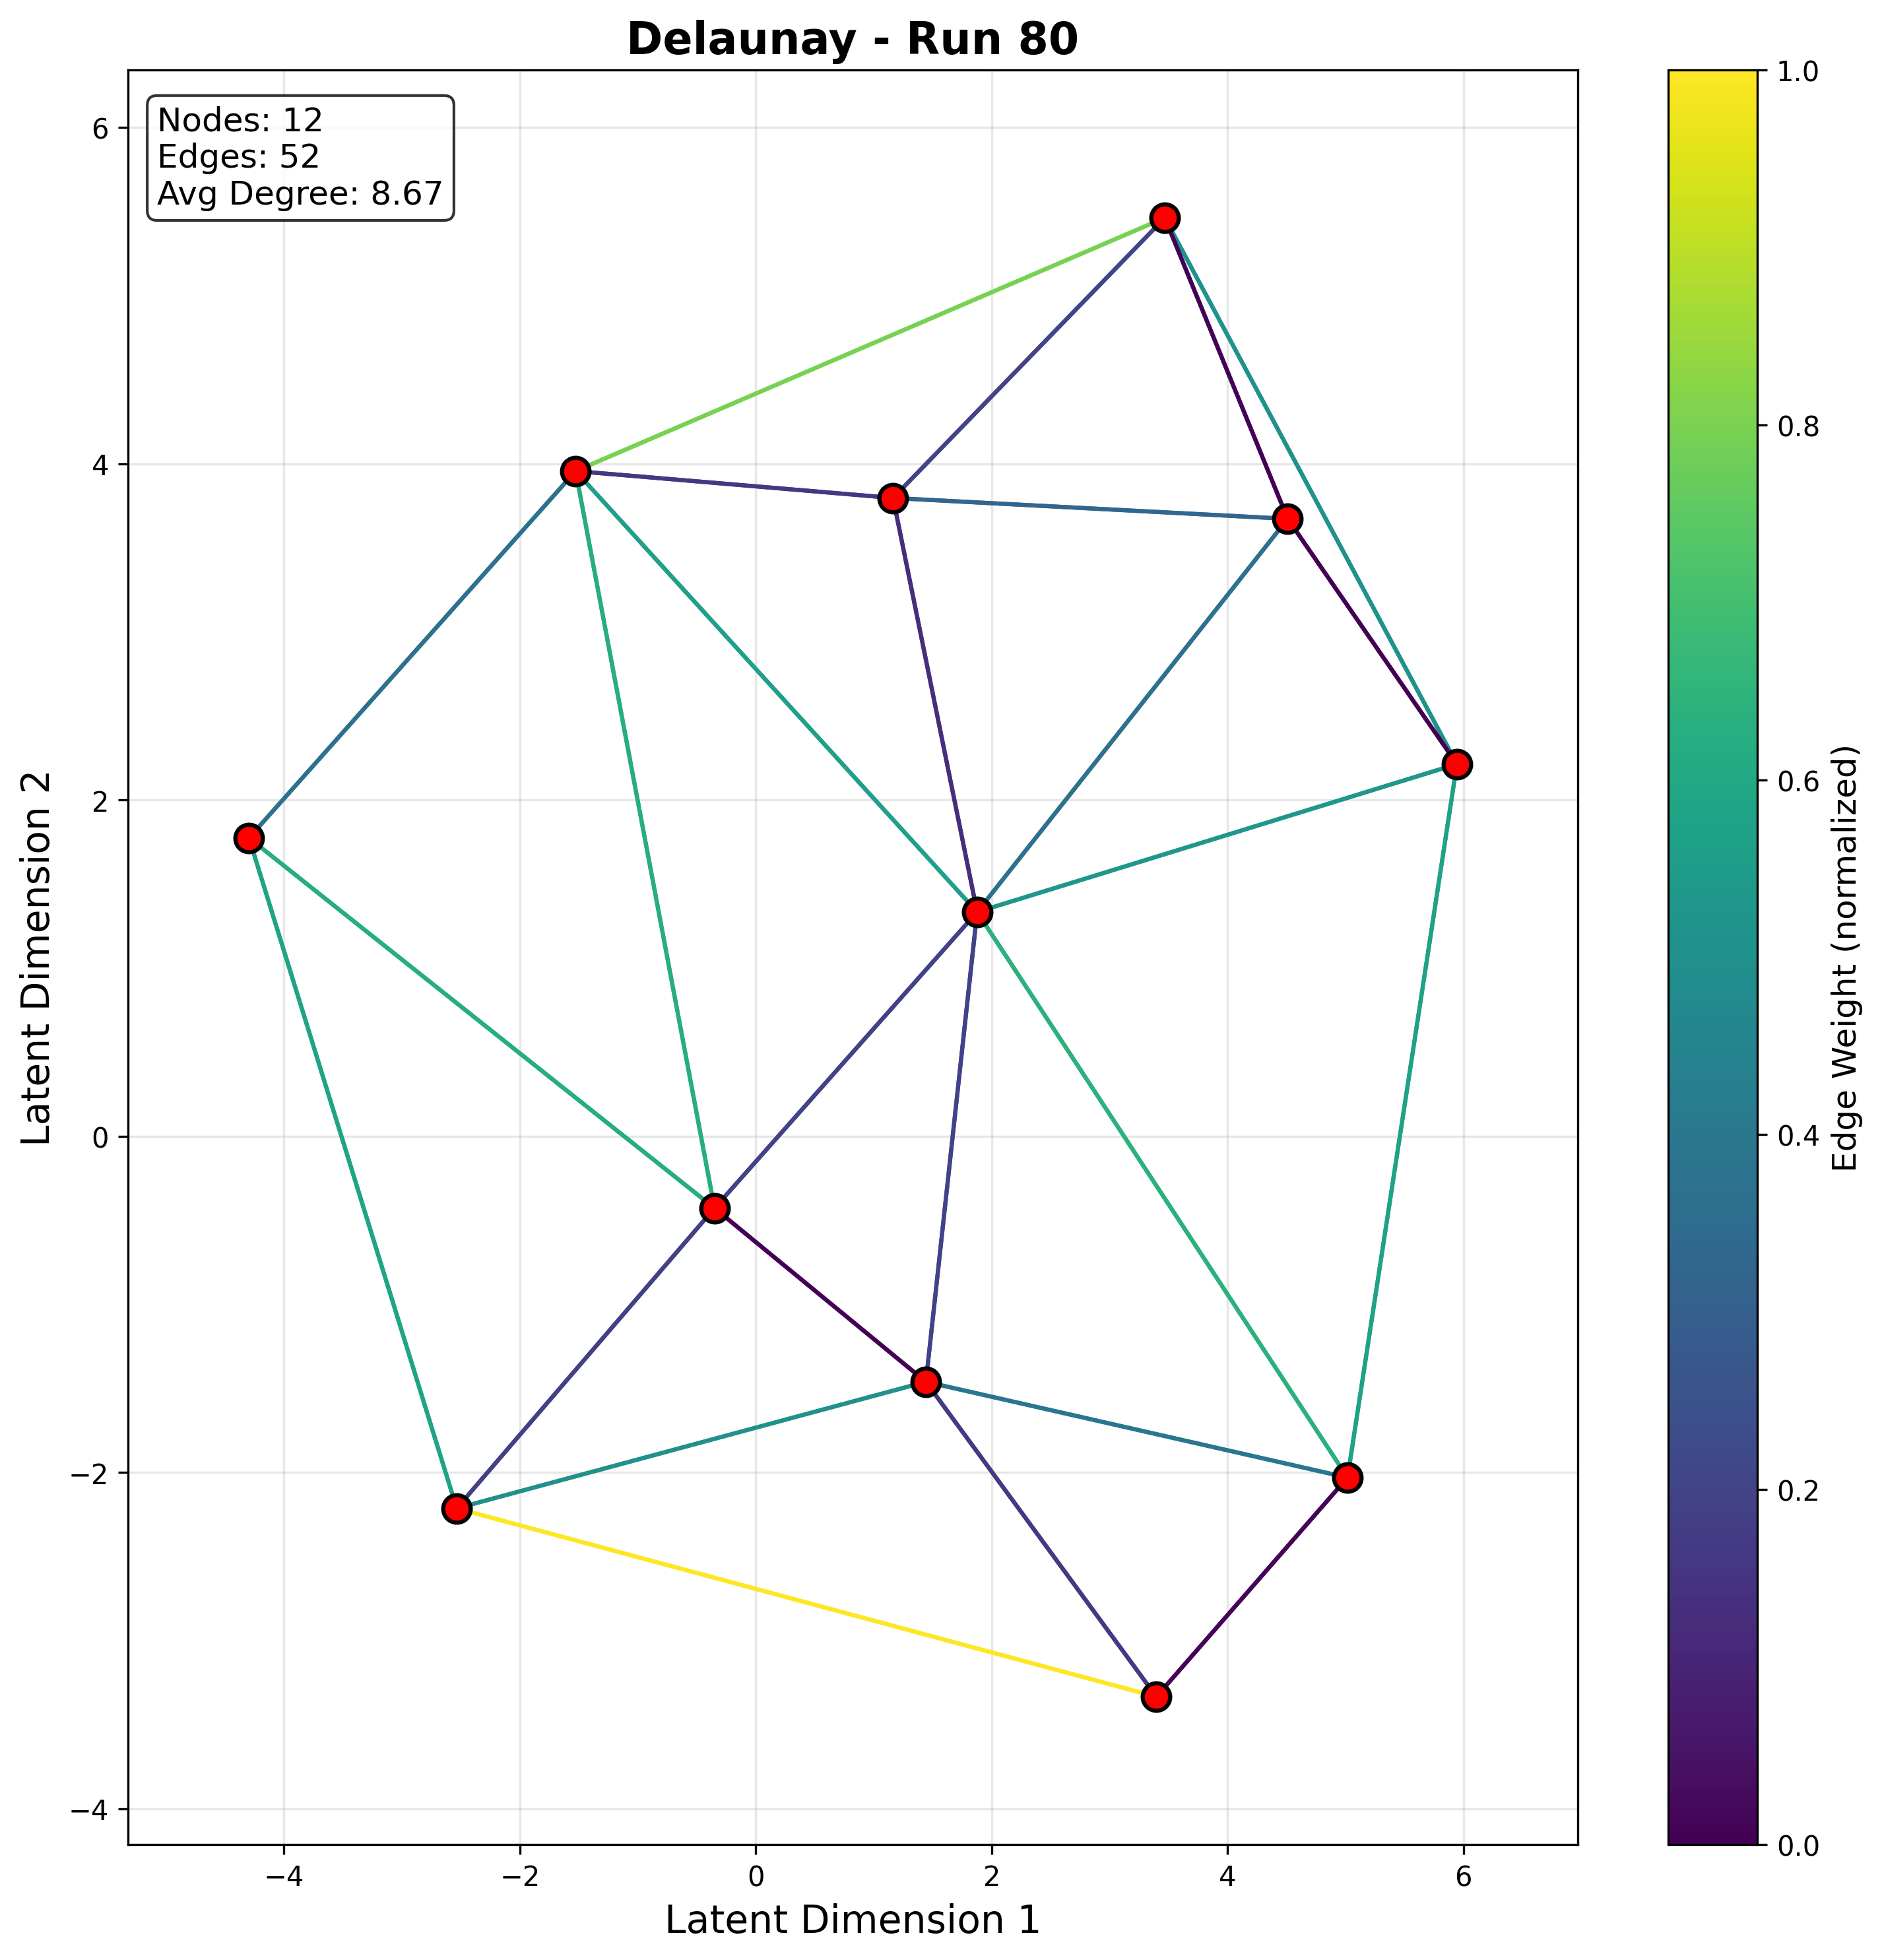 Delaunay - Run 80
Nodes: 12
Edges: 52
Avg Degree: 8.67
6
4
2
0
−2
−4
Latent Dimension 2
−4
−2
0
2
4
6
Latent Dimension 1
1.0
0.8
0.6
0.4
0.2
0.0
Edge Weight (normalized)